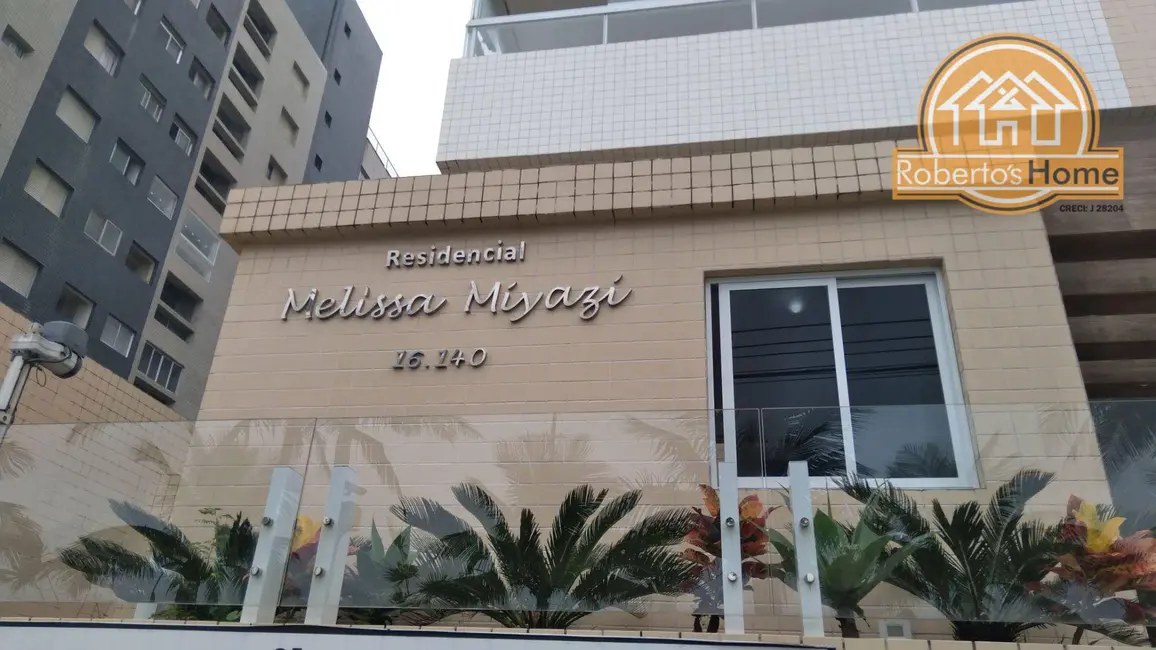 Roberto's Home
CRECI: J 28204
Residencial
Melissa Miyazi
16.140